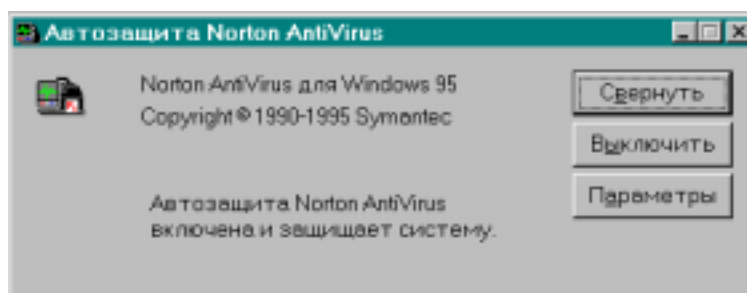 Автозащита Norton AntiVirus
Norton AntiVirus для Windows 95
Copyright © 1990-1995 Symantec
Свернуть
Выключить
Параметры
Автозащита Norton AntiVirus
включена и защищает систему.